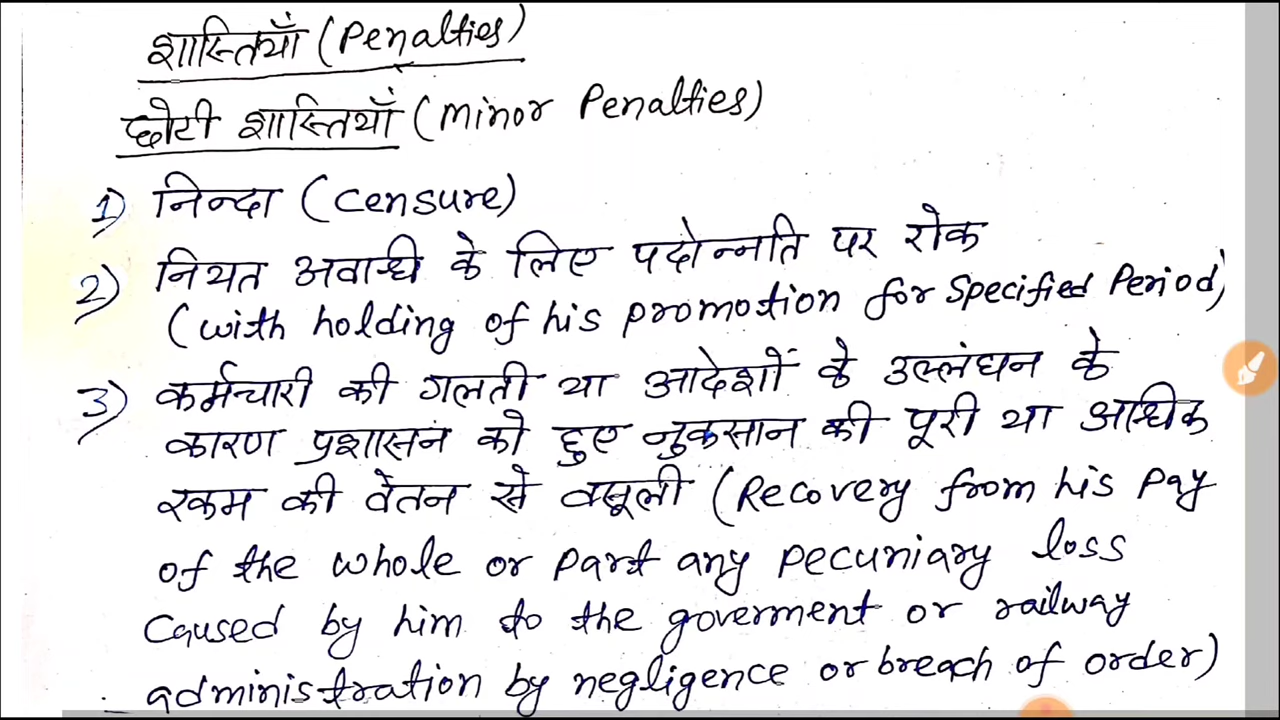 शास्तियाँ (Penalties)
छोटी शास्तियाँ (Minor Penalties)
1) निन्दा (censure)
2) नियत अवधि के लिए पदोन्नति पर रोक
(with holding of his promotion for specified Period)
3) कर्मचारी की गलती या आदेशों के उल्लंघन के
कारण प्रशासन को हुए नुकसान की पूरी या आंशिक
रकम की वेतन से वसूली (Recovery from his Pay
of the whole or part any pecuniary loss
caused by him to the goverment or railway
administration by negligence or breach of order)